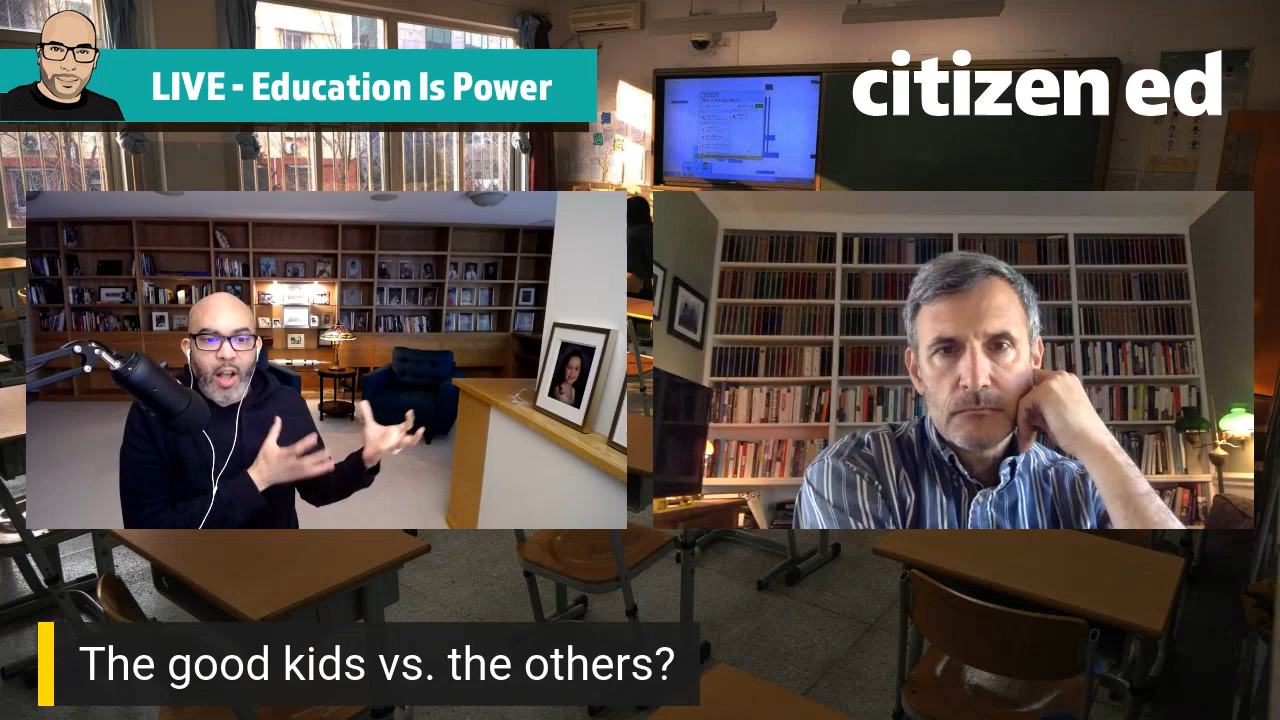 LIVE - Education Is Power
citizen ed
The good kids vs. the others?